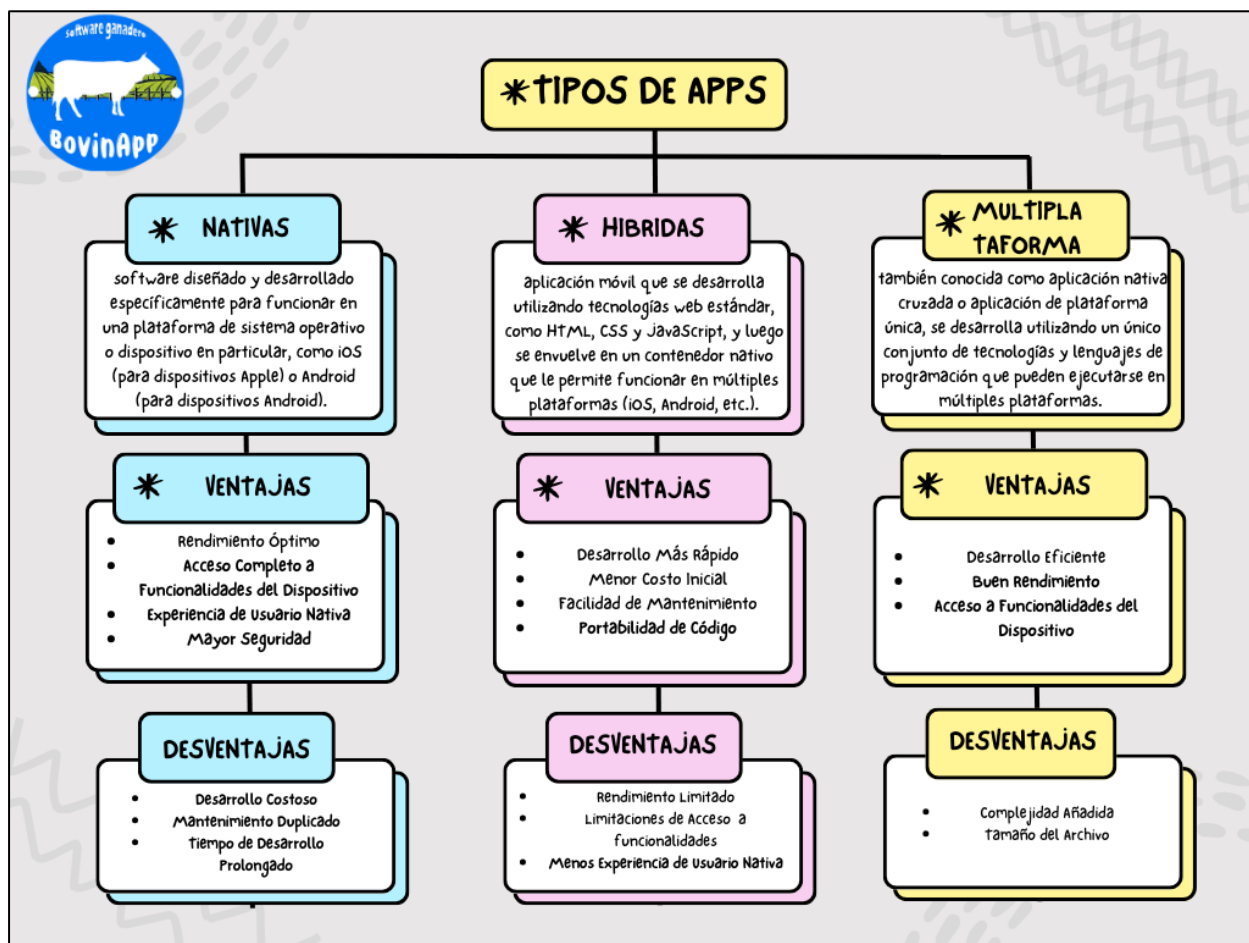 software ganadero
BovinApp
*TIPOS DE APPS
* NATIVAS
software diseñado y desarrollado
específicamente para funcionar en
una plataforma de sistema operativo
o dispositivo en particular, como iOS
(para dispositivos Apple) o Android
(para dispositivos Android).
* VENTAJAS
• Rendimiento Óptimo
• Acceso Completo a
Funcionalidades del Dispositivo
• Experiencia de Usuario Nativa
• Mayor Seguridad
DESVENTAJAS
• Desarrollo Costoso
• Mantenimiento Duplicado
• Tiempo de Desarrollo
Prolongado
* HIBRIDAS
aplicación móvil que se desarrolla
utilizando tecnologías web estándar,
como HTML, CSS y JavaScript, y luego
se envuelve en un contenedor nativo
que le permite funcionar en múltiples
plataformas (iOS, Android, etc.).
* VENTAJAS
• Desarrollo Más Rápido
• Menor Costo Inicial
• Facilidad de Mantenimiento
• Portabilidad de Código
DESVENTAJAS
• Rendimiento Limitado
• Limitaciones de Acceso a
funcionalidades
• Menos Experiencia de Usuario Nativa
* MULTIPLA
TAFORMA
también conocida como aplicación nativa
cruzada o aplicación de plataforma
única, se desarrolla utilizando un único
conjunto de tecnologías y lenguajes de
programación que pueden ejecutarse en
múltiples plataformas.
* VENTAJAS
• Desarrollo Eficiente
• Buen Rendimiento
• Acceso a Funcionalidades del
Dispositivo
DESVENTAJAS
• Complejidad Añadida
• Tamaño del Archivo